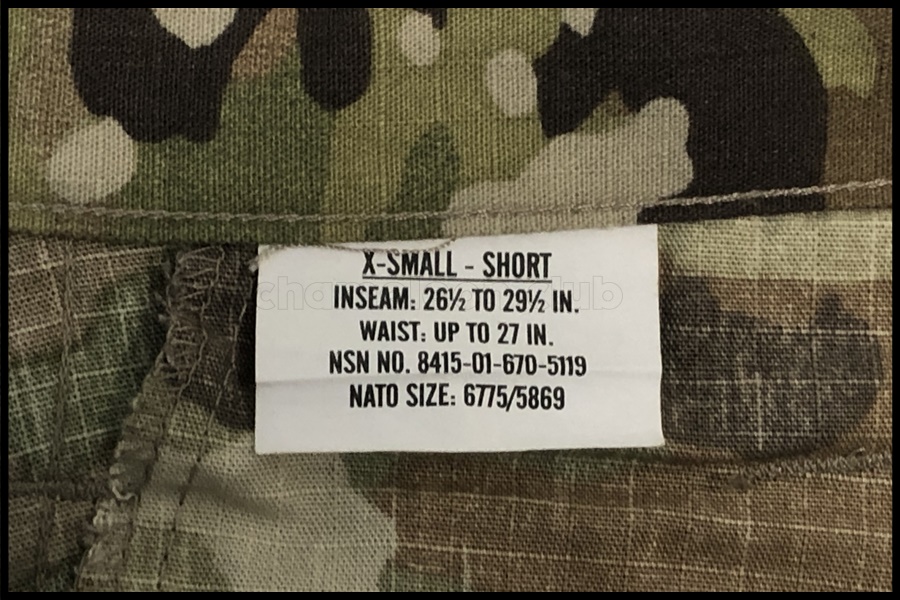 X-SMALL - SHORT
INSEAM: 26½ TO 29½ IN.
WAIST: UP TO 27 IN.
NSN NO. 8415-01-670-5119
NATO SIZE: 6775/5869